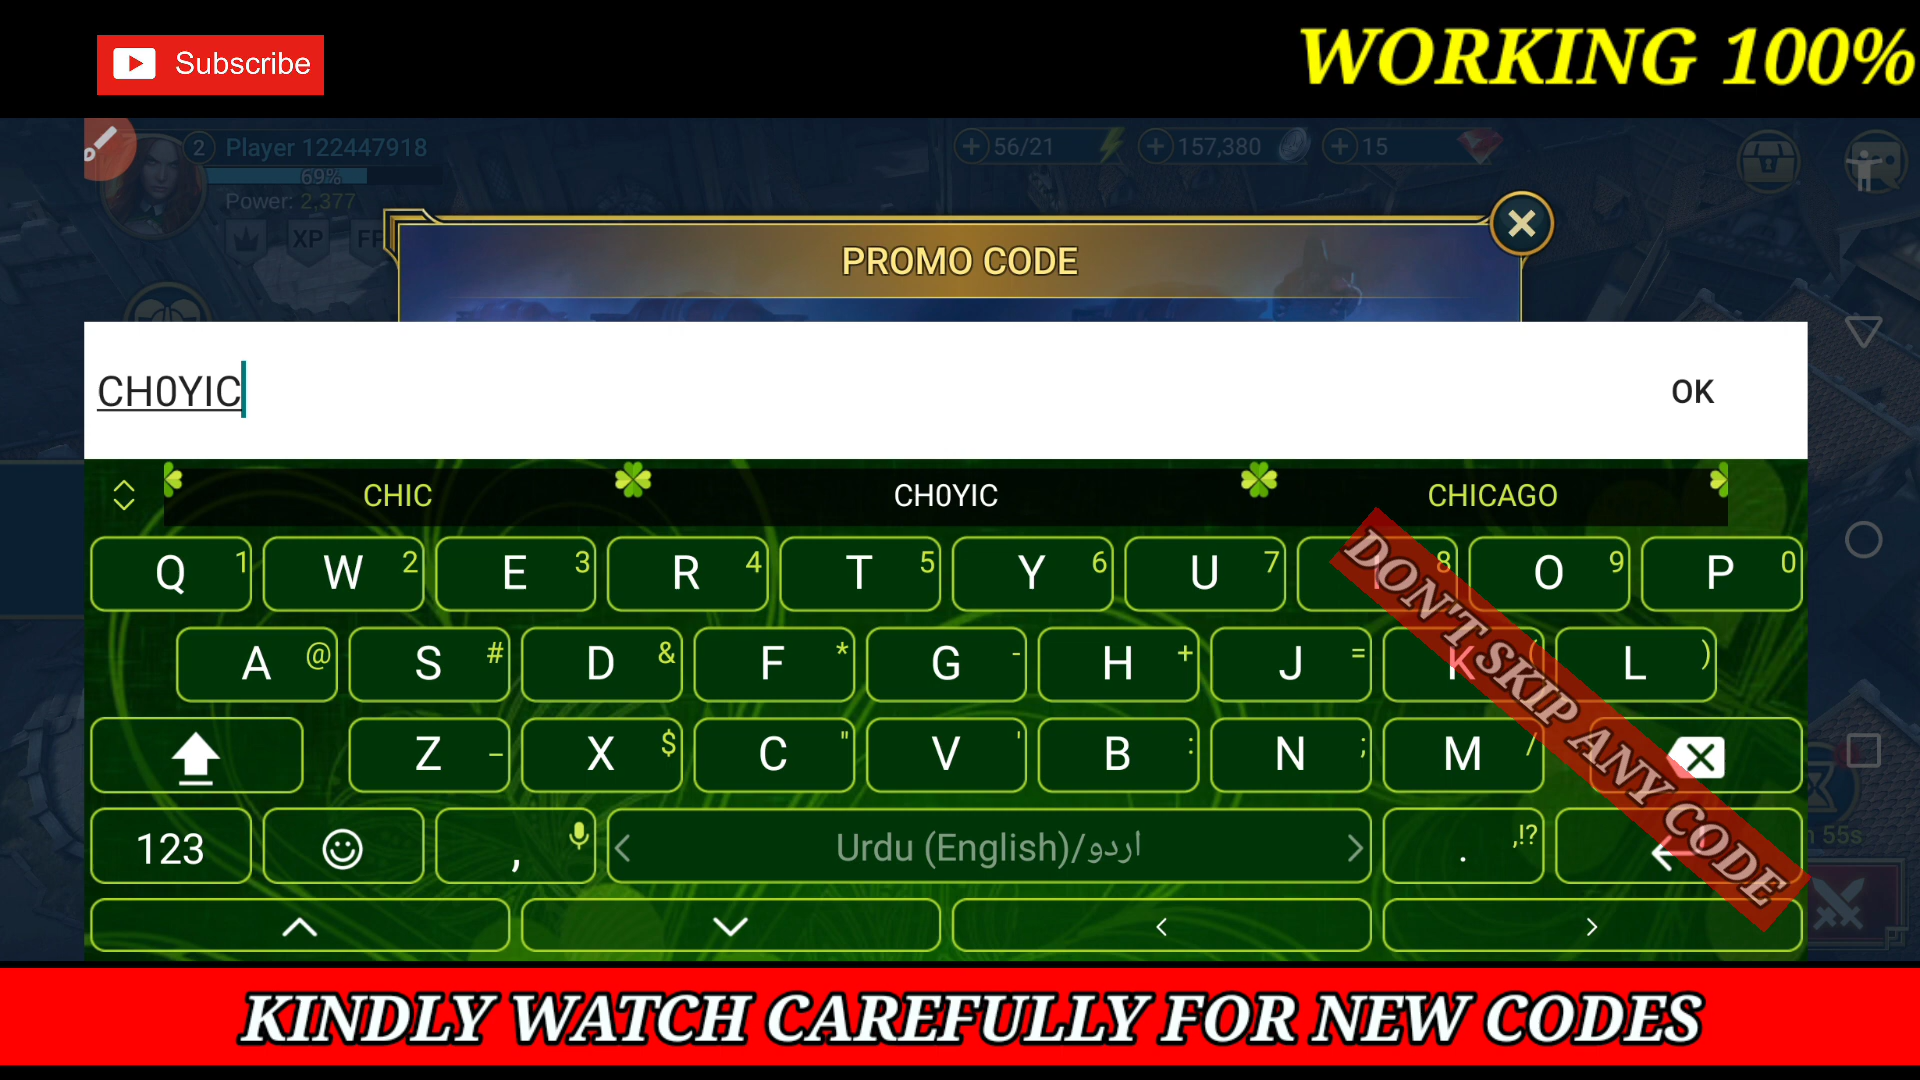 Subscribe
WORKING 100%
2 Player 122447918
69%
Power: 2,377
XP
56/21
157,380
15
PROMO CODE
CH0YIC
OK
CHIC CH0YIC CHICAGO
Q 1 W 2 E 3 R 4 T 5 Y 6 U 7 I 8 O 9 P 0
A @ S # D & F * G - H + J = K ( L )
Z _ X $ C " V ' B : N ; M /
123 , Urdu (English)/اردو . ,!?
DON'T SKIP ANY CODE
55s
KINDLY WATCH CAREFULLY FOR NEW CODES